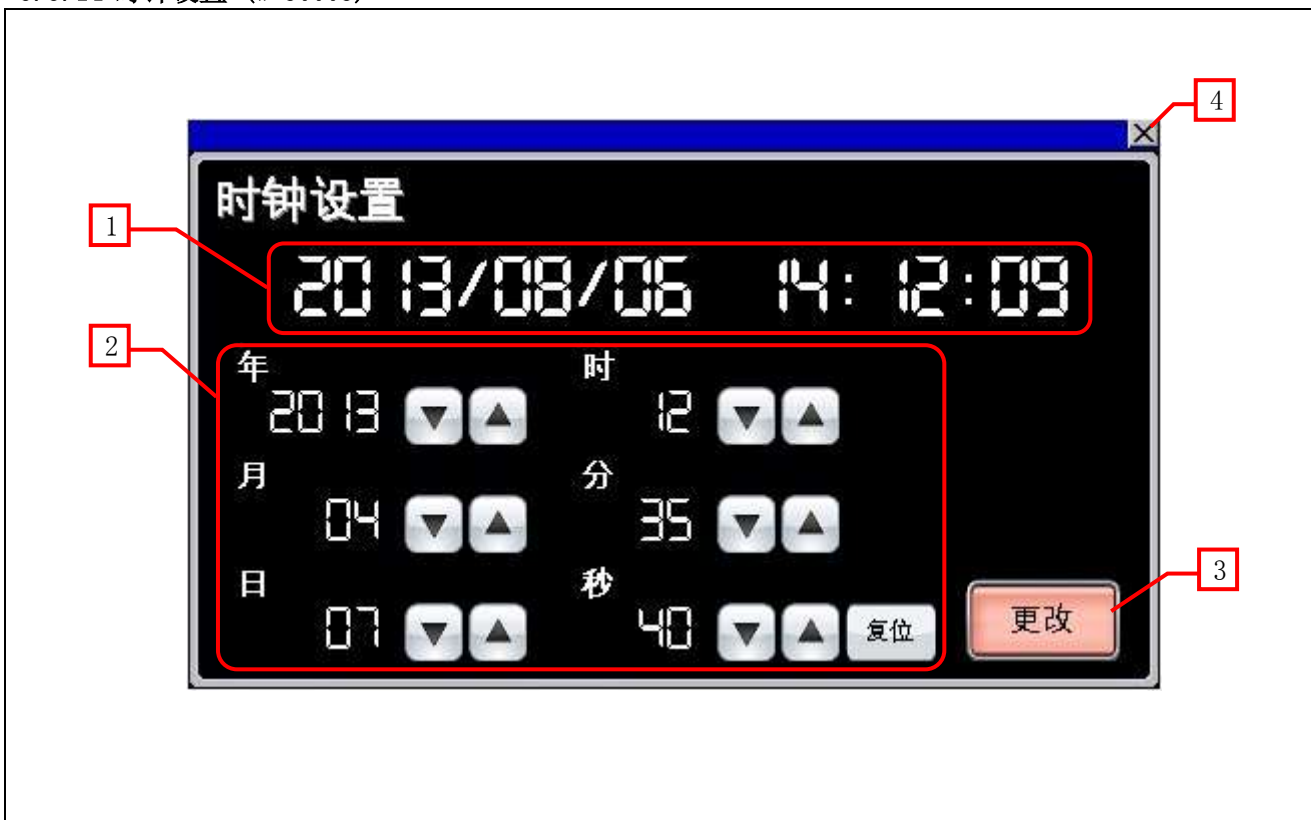 时钟设置
4
1
2013/08/06 14:12:09
2
年 时
2013 ▼ ▲ 12 ▼ ▲
月 分
04 ▼ ▲ 35 ▼ ▲
日 秒
07 ▼ ▲ 40 ▼ ▲ 复位
更改
3